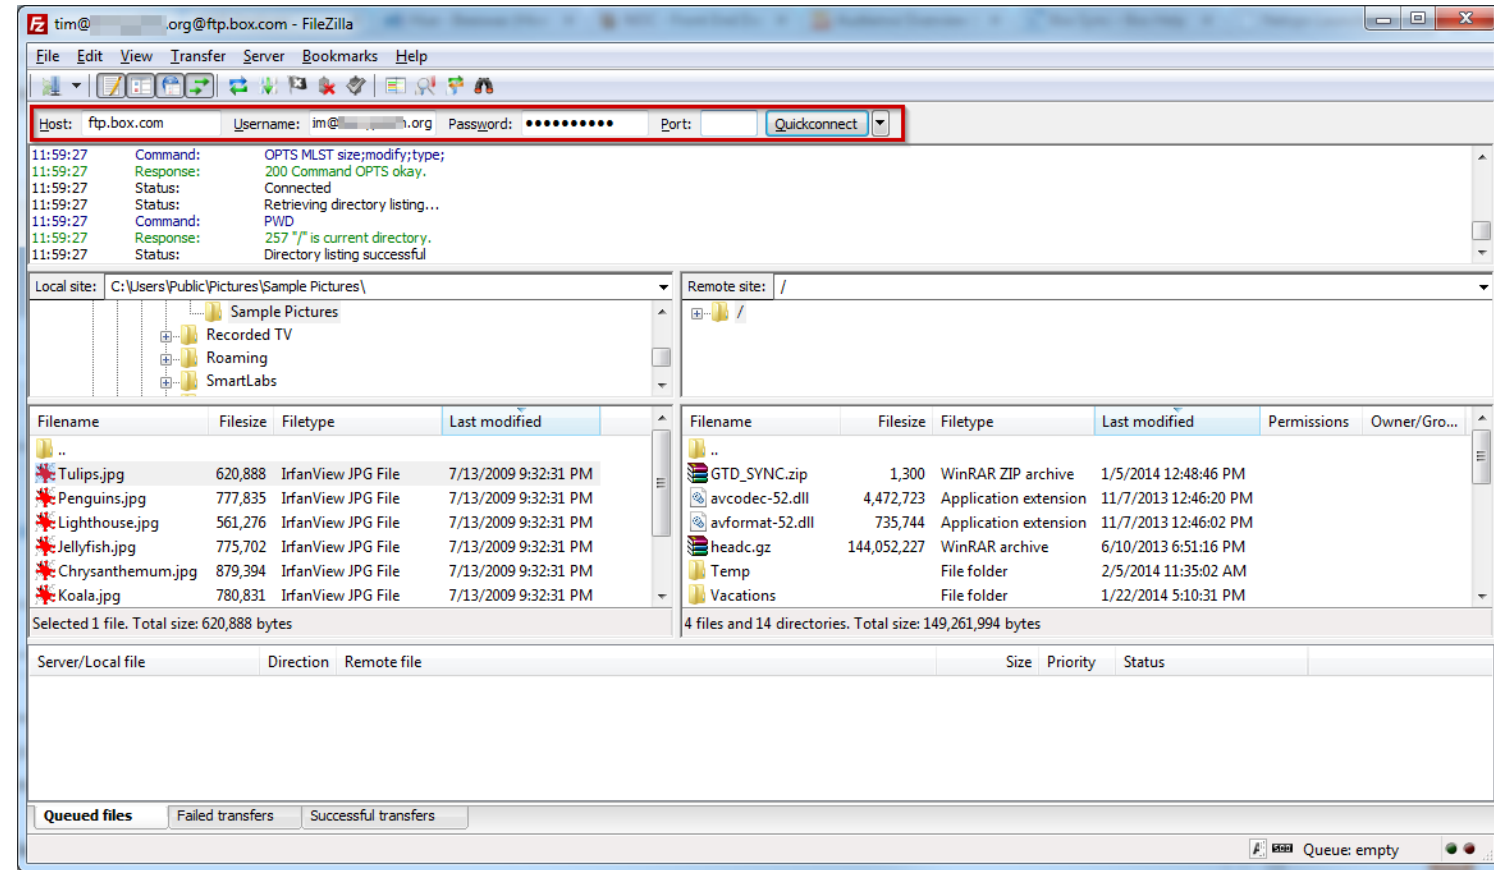 tim@ .org@ftp.box.com - FileZilla
File Edit View Transfer Server Bookmarks Help
Host: ftp.box.com Username: im@ .org Password: ●●●●●●●●●● Port: Quickconnect
11:59:27 Command: OPTS MLST size;modify;type;
11:59:27 Response: 200 Command OPTS okay.
11:59:27 Status: Connected
11:59:27 Status: Retrieving directory listing...
11:59:27 Command: PWD
11:59:27 Response: 257 "/" is current directory.
11:59:27 Status: Directory listing successful
Local site: C:\Users\Public\Pictures\Sample Pictures\
Sample Pictures
Recorded TV
Roaming
SmartLabs
Remote site: /
/
Filename Filesize Filetype Last modified
..
Tulips.jpg 620,888 IrfanView JPG File 7/13/2009 9:32:31 PM
Penguins.jpg 777,835 IrfanView JPG File 7/13/2009 9:32:31 PM
Lighthouse.jpg 561,276 IrfanView JPG File 7/13/2009 9:32:31 PM
Jellyfish.jpg 775,702 IrfanView JPG File 7/13/2009 9:32:31 PM
Chrysanthemum.jpg 879,394 IrfanView JPG File 7/13/2009 9:32:31 PM
Koala.jpg 780,831 IrfanView JPG File 7/13/2009 9:32:31 PM
Selected 1 file. Total size: 620,888 bytes
Filename Filesize Filetype Last modified Permissions Owner/Gro...
..
GTD_SYNC.zip 1,300 WinRAR ZIP archive 1/5/2014 12:48:46 PM
avcodec-52.dll 4,472,723 Application extension 11/7/2013 12:46:20 PM
avformat-52.dll 735,744 Application extension 11/7/2013 12:46:02 PM
headc.gz 144,052,227 WinRAR archive 6/10/2013 6:51:16 PM
Temp File folder 2/5/2014 11:35:02 AM
Vacations File folder 1/22/2014 5:10:31 PM
4 files and 14 directories. Total size: 149,261,994 bytes
Server/Local file Direction Remote file Size Priority Status
Queued files Failed transfers Successful transfers
Queue: empty